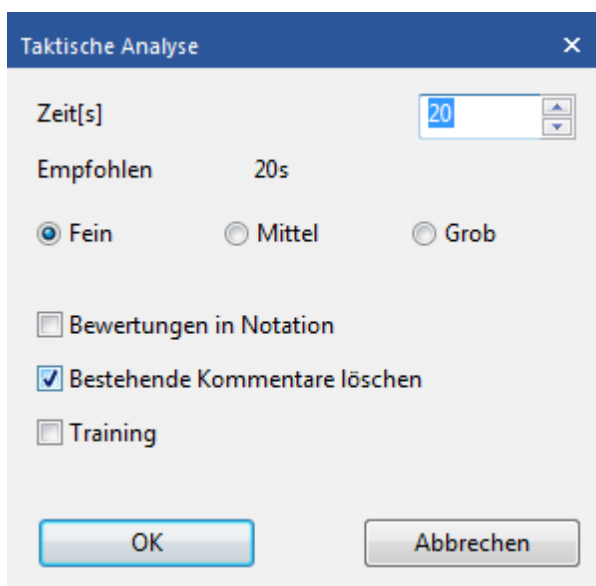 Taktische Analyse
Zeit[s] 20
Empfohlen 20s
Fein Mittel Grob
Bewertungen in Notation
Bestehende Kommentare löschen
Training
OK Abbrechen